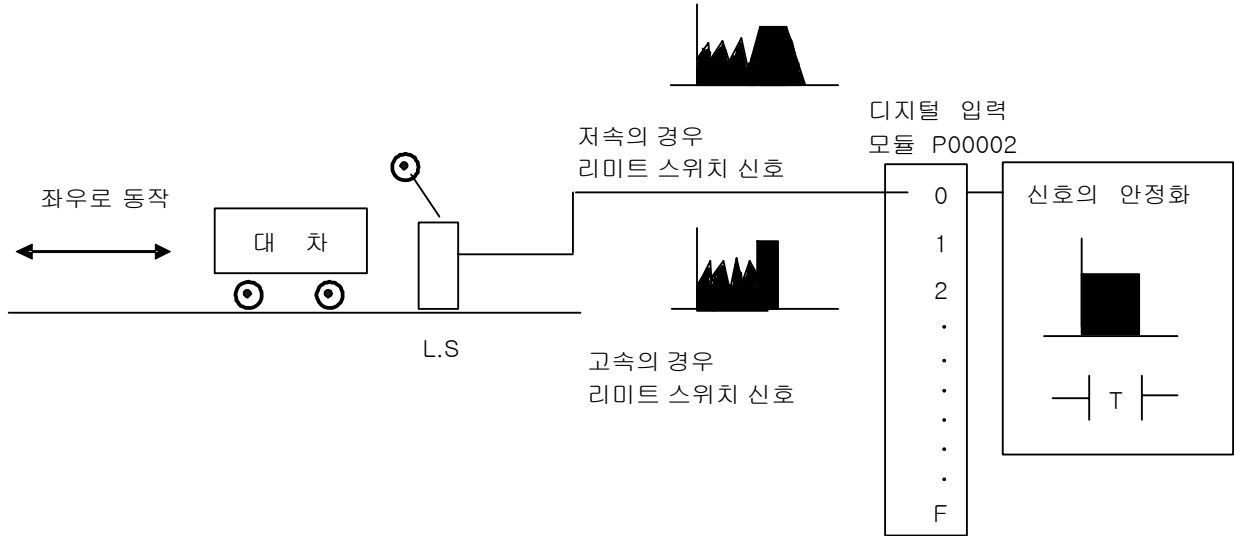 디지털 입력
모듈 P00002
저속의 경우
리미트 스위치 신호
좌우로 동작
대 차
L.S
고속의 경우
리미트 스위치 신호
0
1
2
.
.
.
.
.
.
F
신호의 안정화
T